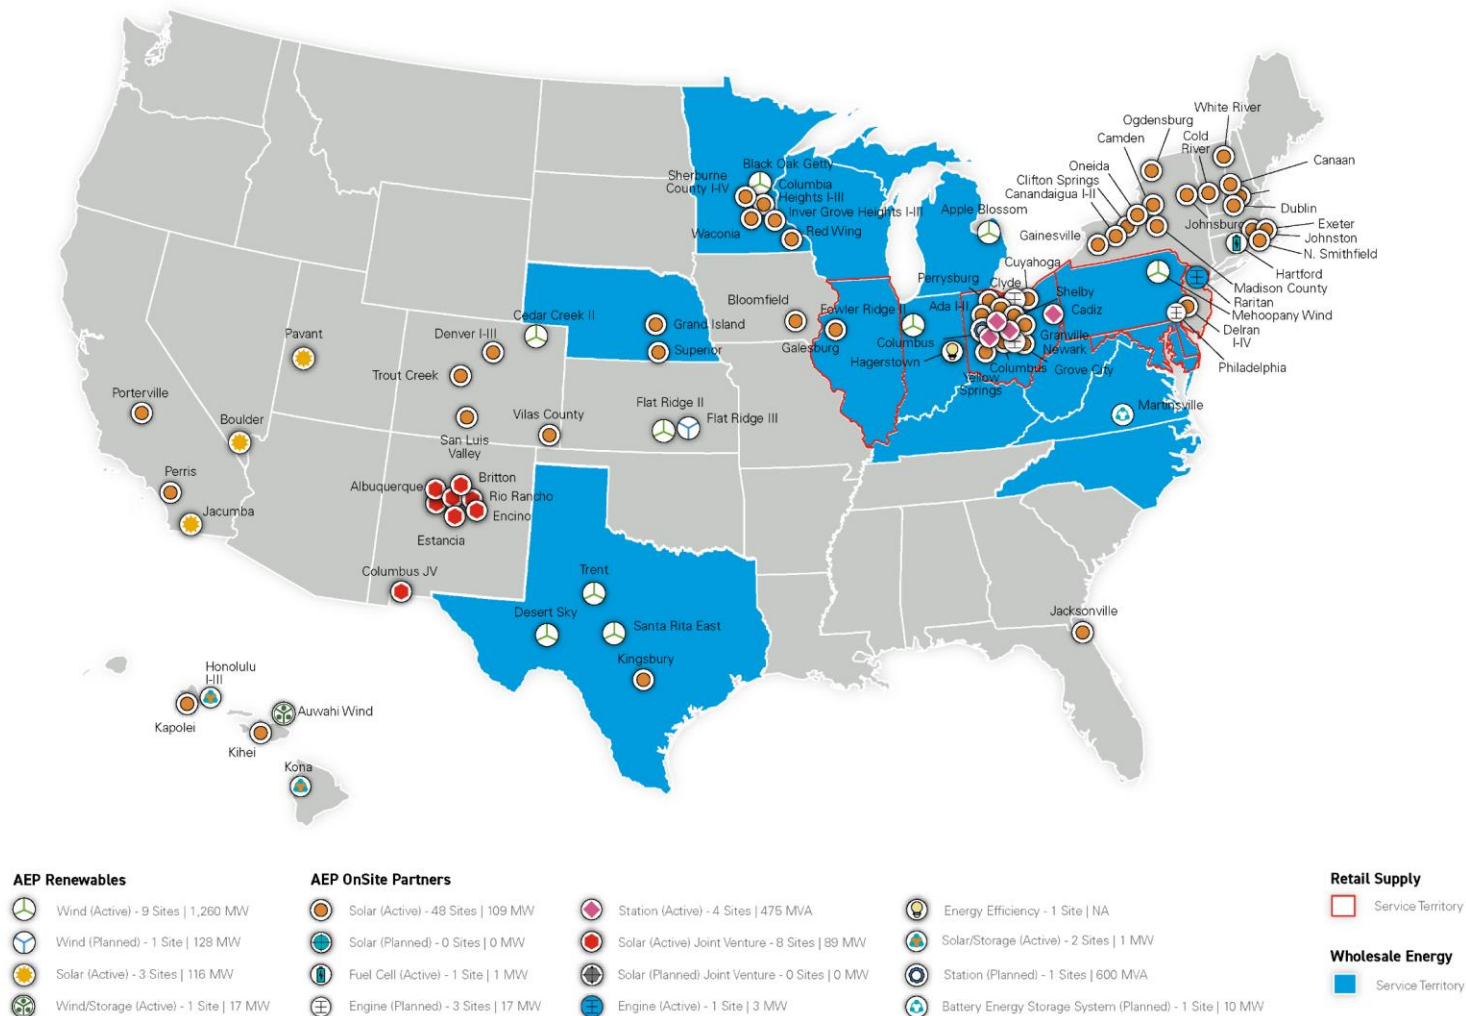 White River
Ogdensburg
Cold
River
Camden
Canaan
Oneida
Clifton Springs
Canandaigua I-II
Black Oak Getty
Sherburne
County I-IV
Columbia
Heights I-III
Inver Grove Heights I-III
Apple Blossom
Dublin
Johnsburg
Exeter
Waconia
Red Wing
Gainesville
Johnston
N. Smithfield
Cuyahoga
Hartford
Perrysburg
Clyde
Madison County
Shelby
Raritan
Bloomfield
Fowler Ridge II
Ada I-II
Cadiz
Mehoopany Wind
Cedar Creek II
Pavant
Denver I-III
Grand Island
Delran
I-IV
Galesburg
Columbus
Granville
Superior
Newark
Hagerstown
Columbus
Grove City
Philadelphia
Trout Creek
Yellow
Springs
Porterville
Flat Ridge II
Martinsville
Boulder
Vilas County
Flat Ridge III
San Luis
Valley
Perris
Britton
Albuquerque
Rio Rancho
Jacumba
Encino
Estancia
Columbus JV
Trent
Desert Sky
Jacksonville
Santa Rita East
Kingsbury
Honolulu
I-III
Auwahi Wind
Kapolei
Kihei
Kona
AEP Renewables
Wind (Active) - 9 Sites | 1,260 MW
Wind (Planned) - 1 Site | 128 MW
Solar (Active) - 3 Sites | 116 MW
Wind/Storage (Active) - 1 Site | 17 MW
AEP OnSite Partners
Solar (Active) - 48 Sites | 109 MW
Solar (Planned) - 0 Sites | 0 MW
Fuel Cell (Active) - 1 Site | 1 MW
Engine (Planned) - 3 Sites | 17 MW
Station (Active) - 4 Sites | 475 MVA
Solar (Active) Joint Venture - 8 Sites | 89 MW
Solar (Planned) Joint Venture - 0 Sites | 0 MW
Engine (Active) - 1 Site | 3 MW
Energy Efficiency - 1 Site | NA
Solar/Storage (Active) - 2 Sites | 1 MW
Station (Planned) - 1 Sites | 600 MVA
Battery Energy Storage System (Planned) - 1 Site | 10 MW
Retail Supply
Service Territory
Wholesale Energy
Service Territory